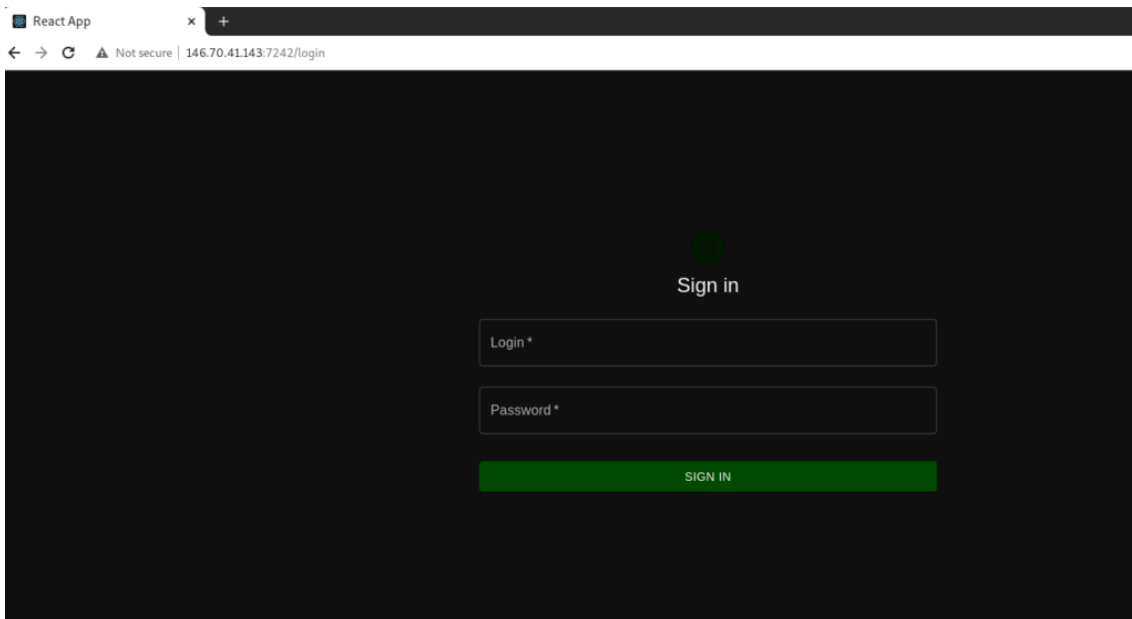 React App
Not secure | 146.70.41.143:7242/login
Sign in
Login *
Password *
SIGN IN